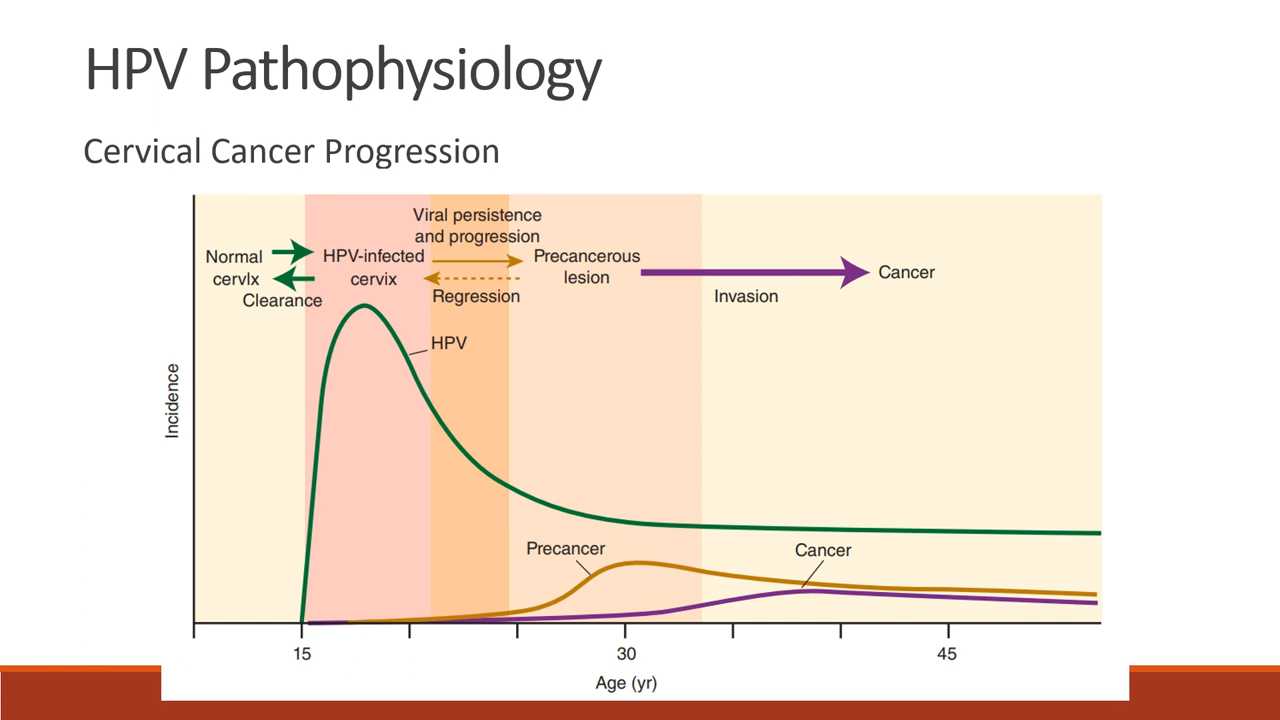 HPV Pathophysiology
Cervical Cancer Progression
Viral persistence
and progression
Normal
cervlx
Clearance
HPV-infected
cervix
Regression
Precancerous
lesion
Invasion
Cancer
HPV
Precancer
Cancer
Incidence
15
30
45
Age (yr)